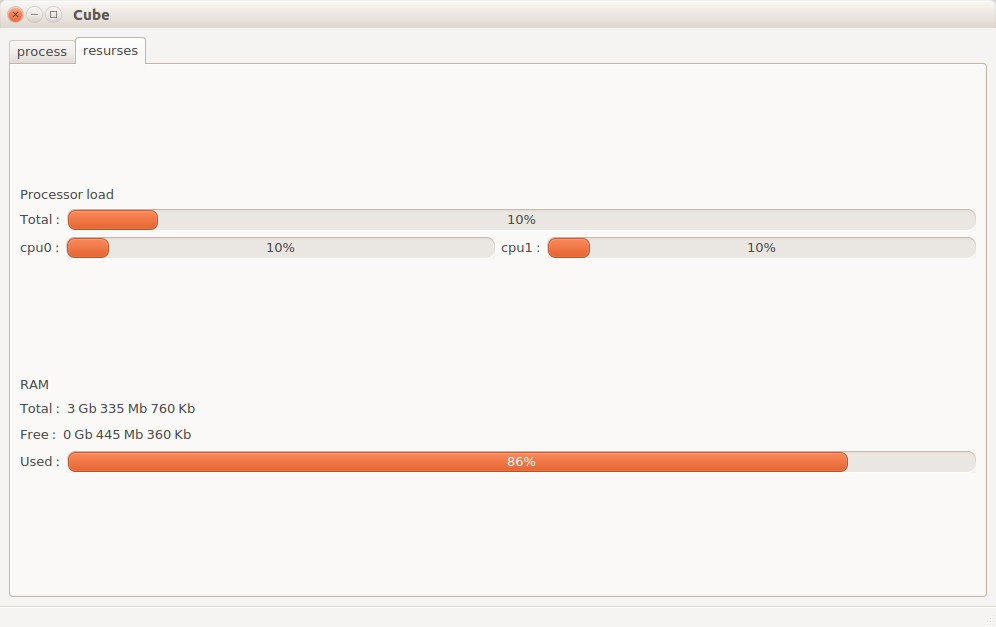 Cube
process resurses
Processor load
Total : 10%
cpu0 : 10% cpu1 : 10%
RAM
Total : 3 Gb 335 Mb 760 Kb
Free : 0 Gb 445 Mb 360 Kb
Used : 86%